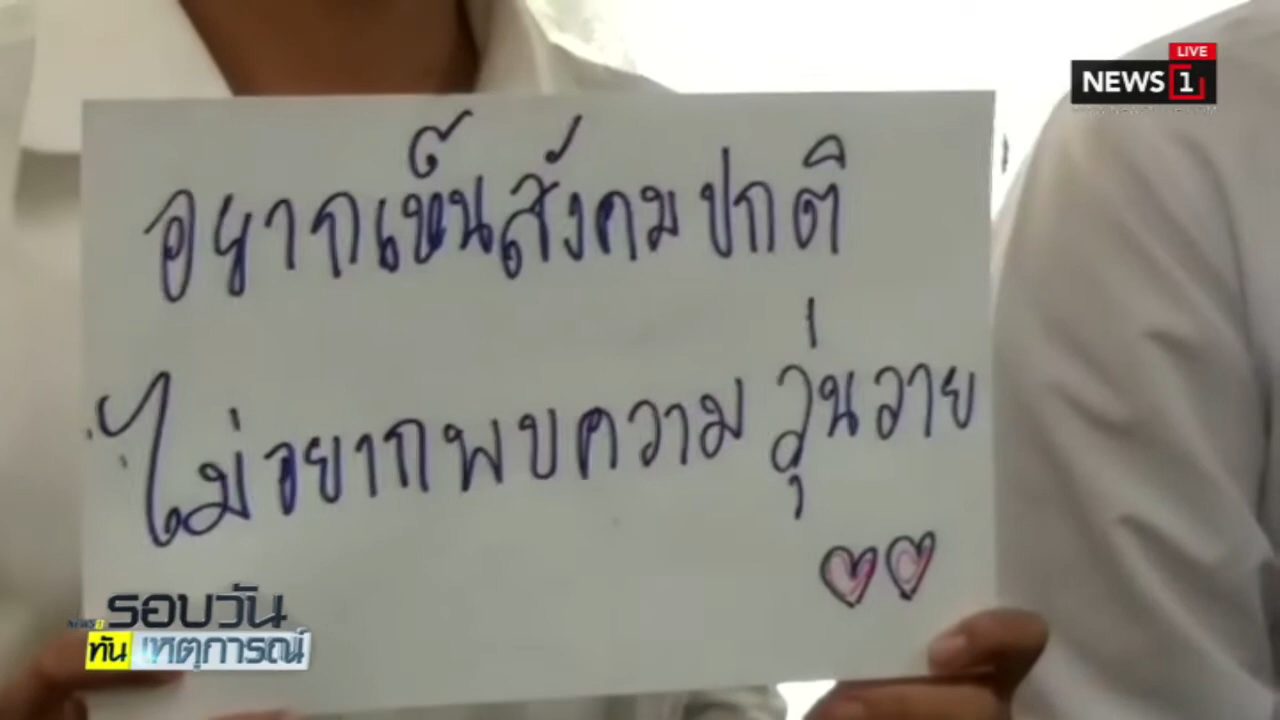 LIVE
NEWS 1
อยากเห็นสังคมปกติ
ไม่อยากพบความวุ่นวาย
รอบวัน
NEWS1
ทันเหตุการณ์